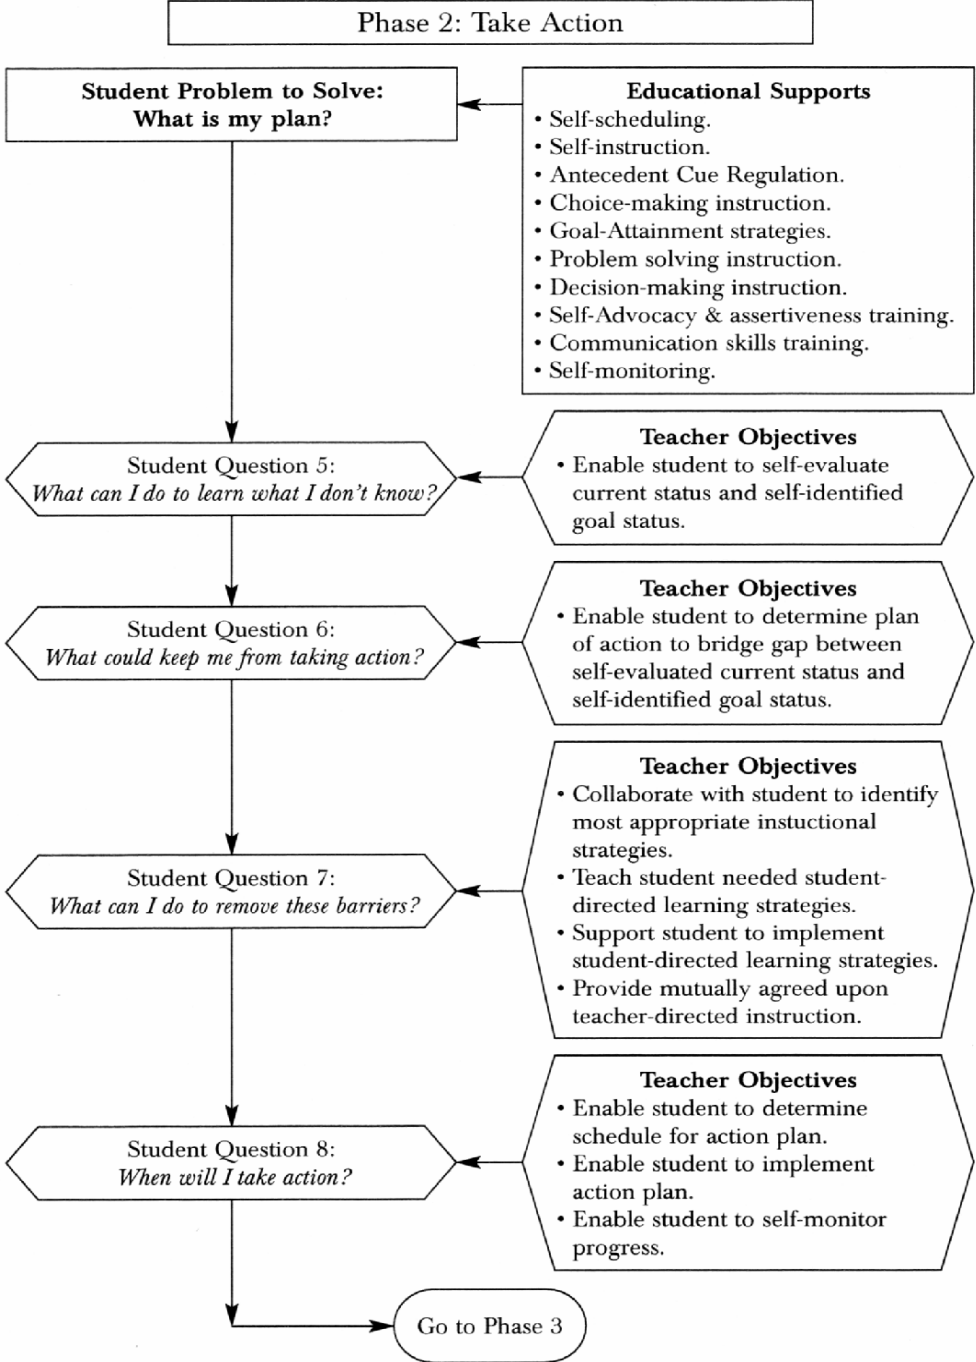 Phase 2: Take Action
Student Problem to Solve:
What is my plan?
Educational Supports
• Self-scheduling.
• Self-instruction.
• Antecedent Cue Regulation.
• Choice-making instruction.
• Goal-Attainment strategies.
• Problem solving instruction.
• Decision-making instruction.
• Self-Advocacy & assertiveness training.
• Communication skills training.
• Self-monitoring.
Student Question 5:
What can I do to learn what I don't know?
Teacher Objectives
• Enable student to self-evaluate
current status and self-identified
goal status.
Student Question 6:
What could keep me from taking action?
Teacher Objectives
• Enable student to determine plan
of action to bridge gap between
self-evaluated current status and
self-identified goal status.
Student Question 7:
What can I do to remove these barriers?
Teacher Objectives
• Collaborate with student to identify
most appropriate instuctional
strategies.
• Teach student needed student-
directed learning strategies.
• Support student to implement
student-directed learning strategies.
• Provide mutually agreed upon
teacher-directed instruction.
Student Question 8:
When will I take action?
Teacher Objectives
• Enable student to determine
schedule for action plan.
• Enable student to implement
action plan.
• Enable student to self-monitor
progress.
Go to Phase 3